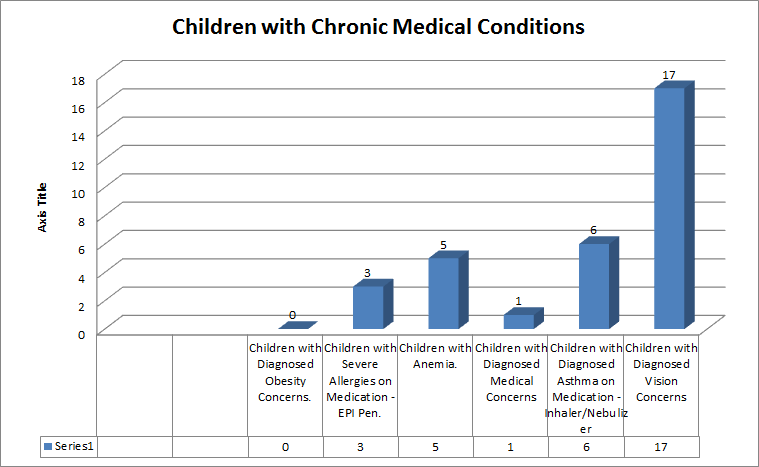 Children with Chronic Medical Conditions
Axis Title
18
16
14
12
10
8
6
4
2
0
0
3
5
1
6
17
Children with
Diagnosed
Obesity
Concerns.
Children with
Severe
Allergies on
Medication -
EPI Pen.
Children with
Anemia.
Children with
Diagnosed
Medical
Concerns
Children with
Diagnosed
Asthma on
Medication -
Inhaler/Nebuliz
er
Children with
Diagnosed
Vision
Concerns
Series1 0 3 5 1 6 17